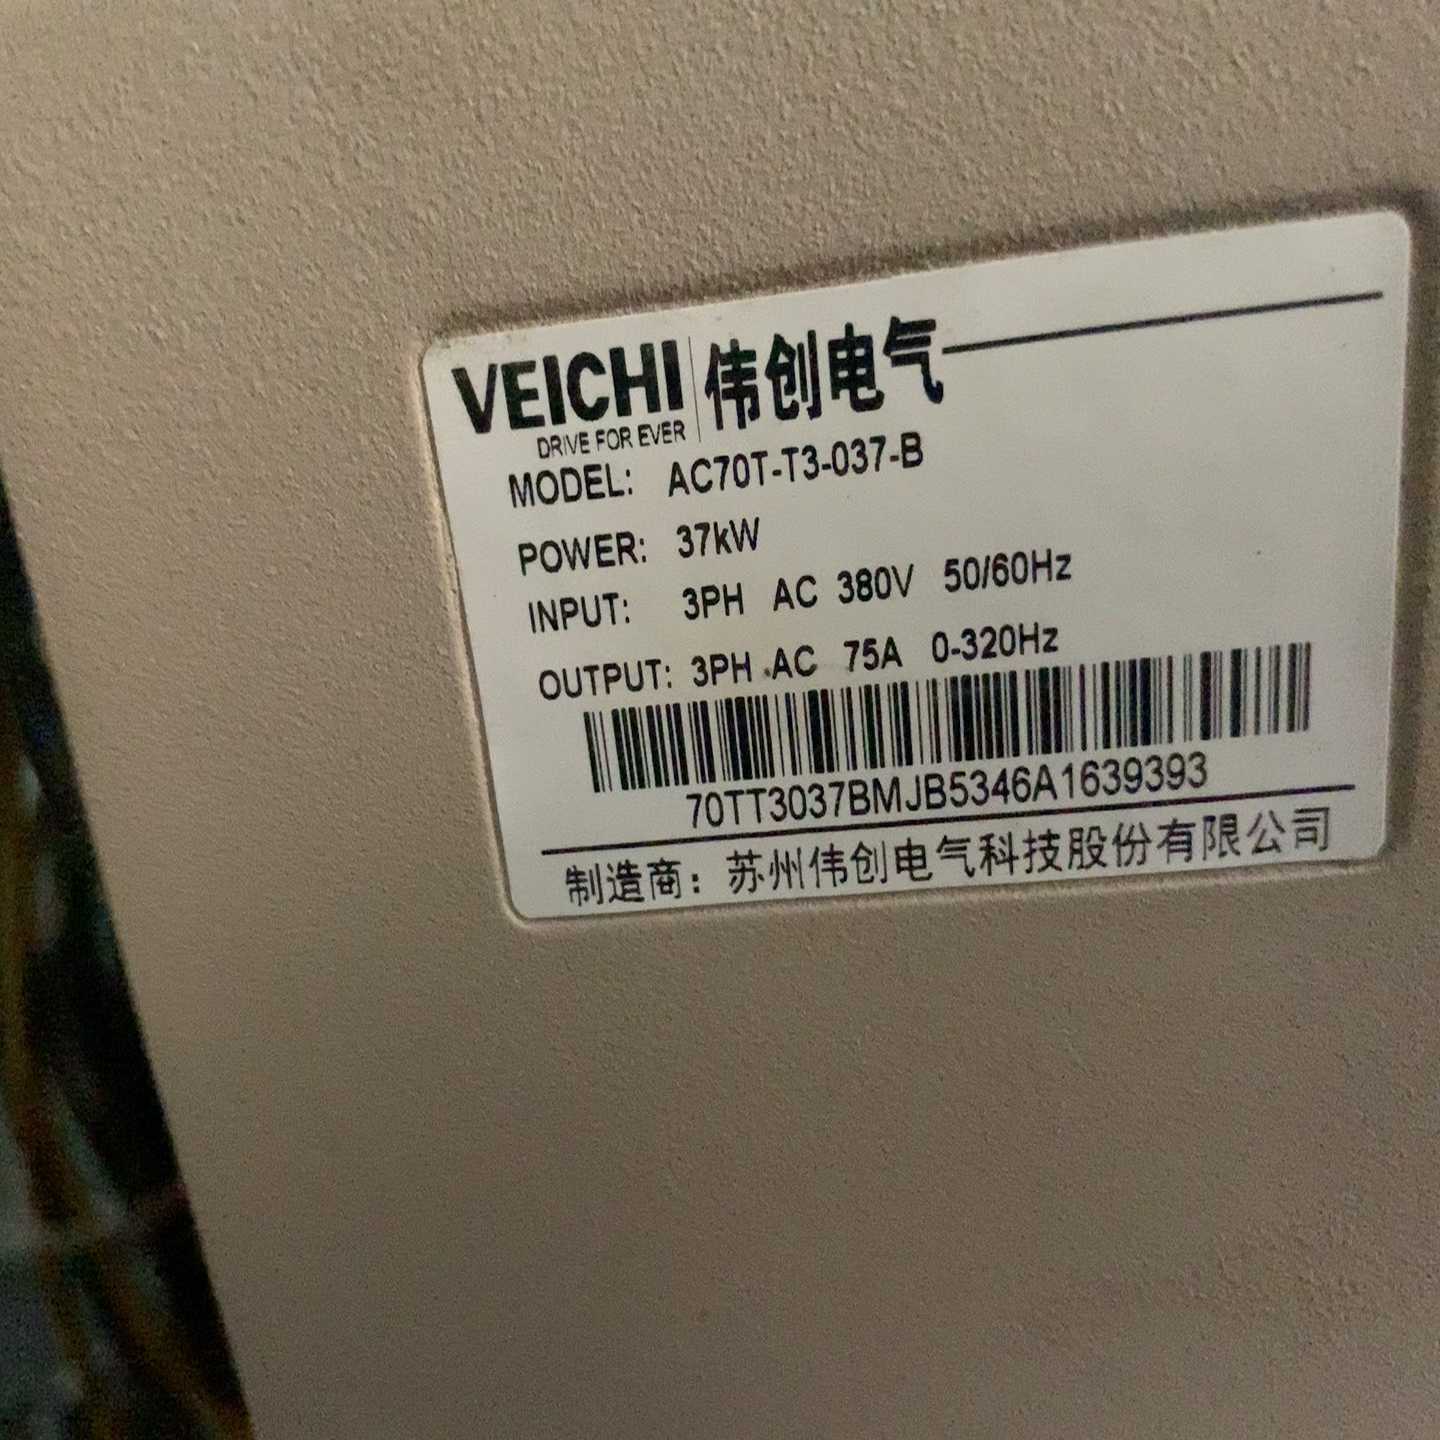 VEICHI 伟创电气
DRIVE FOR EVER
MODEL: AC70T-T3-037-B
POWER: 37kW
INPUT: 3PH AC 380V 50/60Hz
OUTPUT: 3PH AC 75A 0-320Hz
70TT3037BMJB5346A1639393
制造商：苏州伟创电气科技股份有限公司